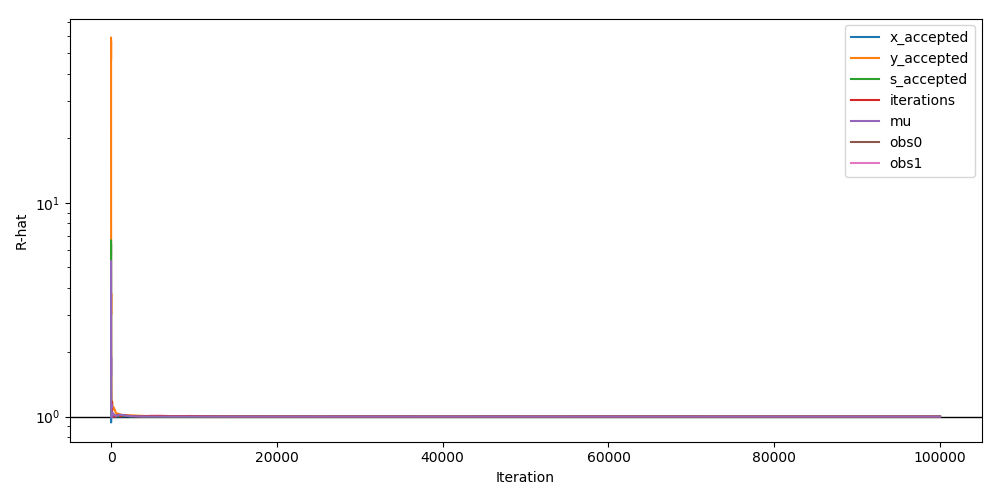 x_accepted
y_accepted
s_accepted
iterations
mu
obs0
obs1
R-hat
10^1
10^0
0 20000 40000 60000 80000 100000
Iteration